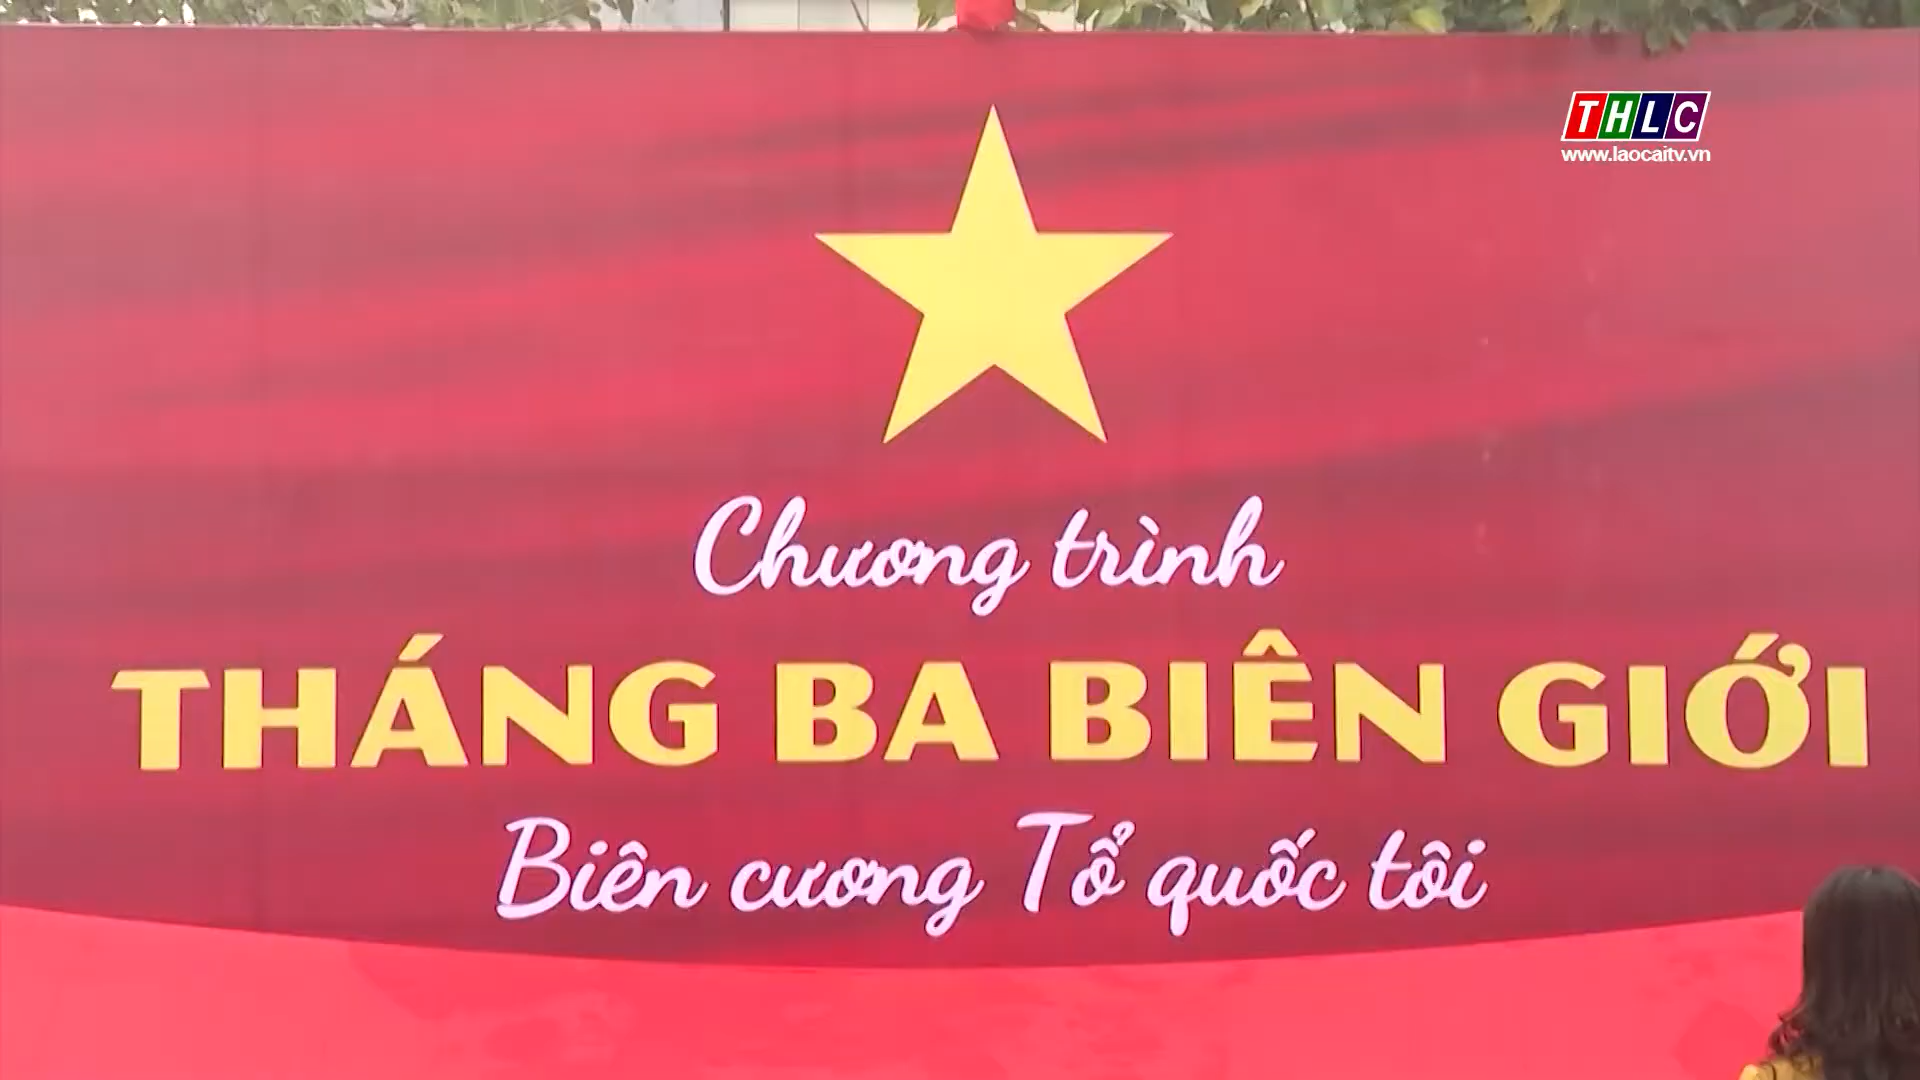 THLC
www.laocaitv.vn
Chương trình
THÁNG BA BIÊN GIỚI
Biên cương Tổ quốc tôi